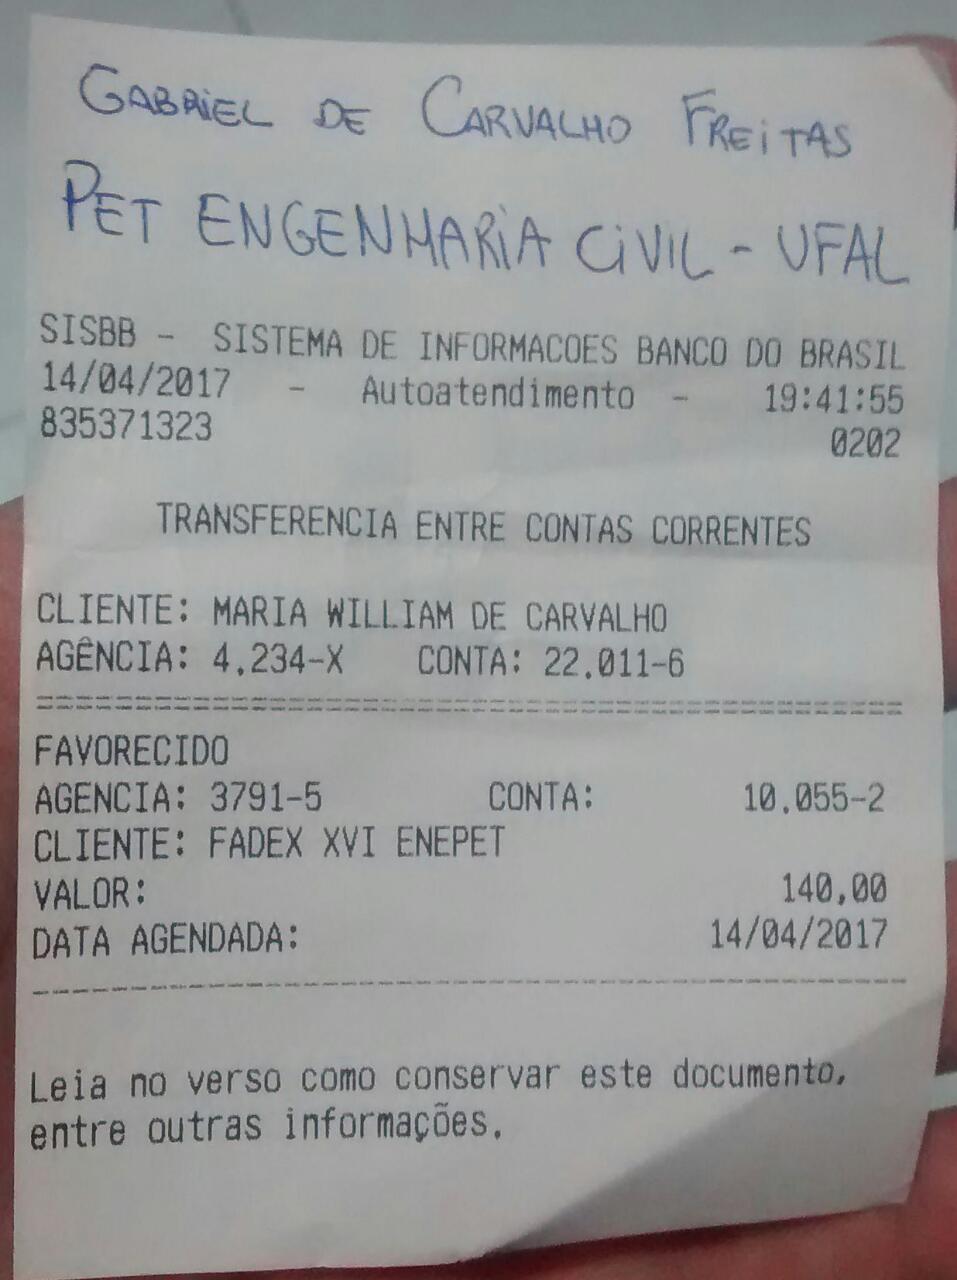 GABRIEL DE CARVALHO FREITAS
PET ENGENHARIA CIVIL - UFAL
SISBB - SISTEMA DE INFORMACOES BANCO DO BRASIL
14/04/2017 - Autoatendimento - 19:41:55
835371323 0202
TRANSFERENCIA ENTRE CONTAS CORRENTES
CLIENTE: MARIA WILLIAM DE CARVALHO
AGÊNCIA: 4.234-X CONTA: 22.011-6
FAVORECIDO
AGENCIA: 3791-5 CONTA: 10.055-2
CLIENTE: FADEX XVI ENEPET
VALOR: 140,00
DATA AGENDADA: 14/04/2017
Leia no verso como conservar este documento,
entre outras informações.